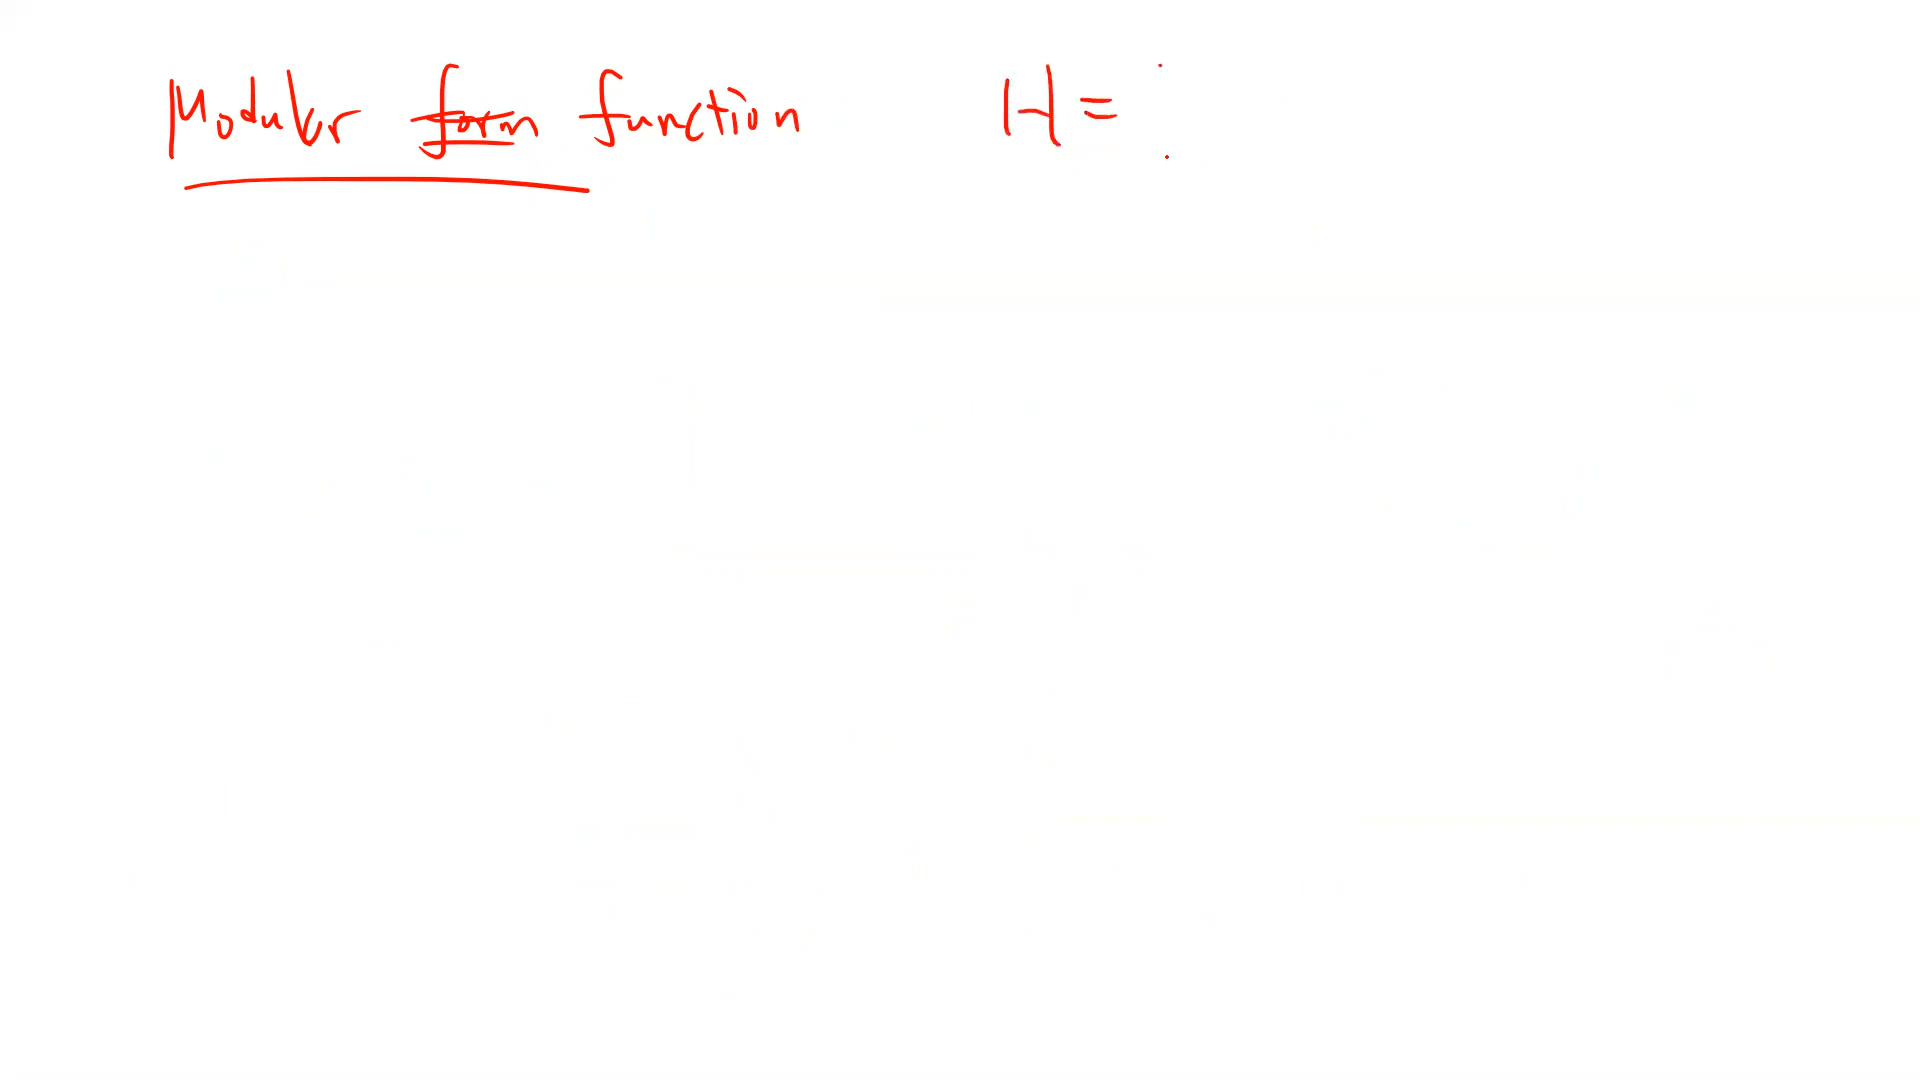 Modular form function H =